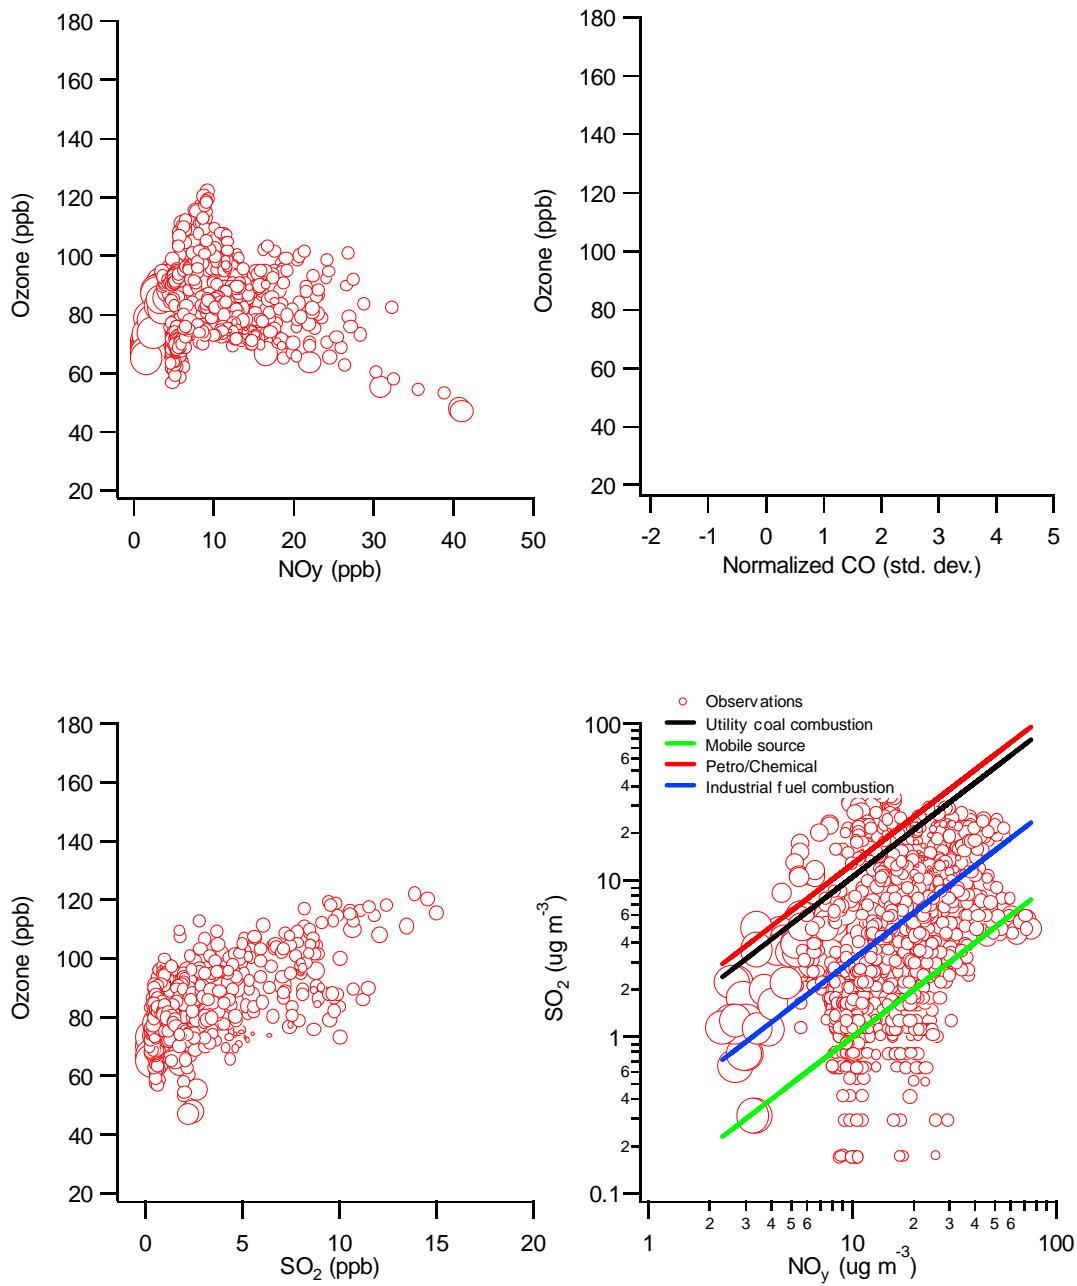 180
160
140
120
100
80
60
40
20
Ozone (ppb)
0 10 20 30 40 50
NOy (ppb)
180
160
140
120
100
80
60
40
20
Ozone (ppb)
-2 -1 0 1 2 3 4 5
Normalized CO (std. dev.)
180
160
140
120
100
80
60
40
20
Ozone (ppb)
0 5 10 15 20
SO2 (ppb)
Observations
Utility coal combustion
Mobile source
Petro/Chemical
Industrial fuel combustion
100
6
4
2
10
6
4
2
1
6
4
2
0.1
SO2 (ug m-3)
2 3 4 5 6 2 3 4 5 6
1 10 100
NOy (ug m-3)